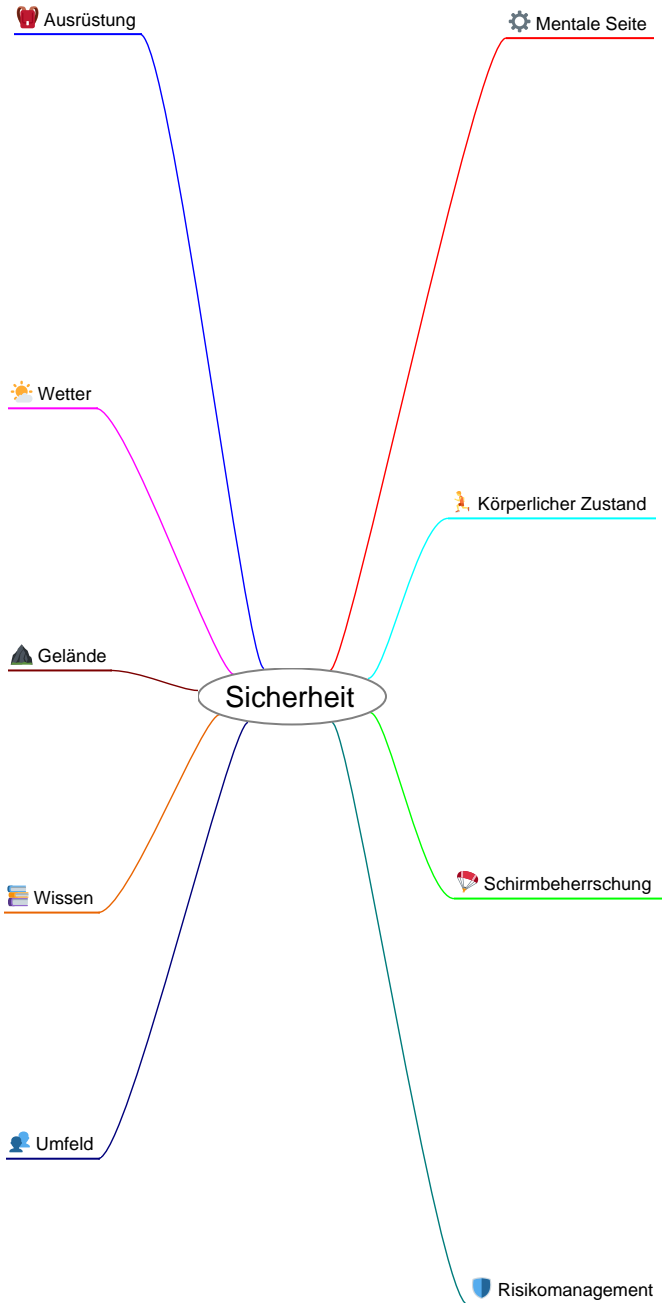 Ausrüstung
Mentale Seite
Wetter
Körperlicher Zustand
Gelände
Sicherheit
Schirmbeherrschung
Wissen
Umfeld
Risikomanagement